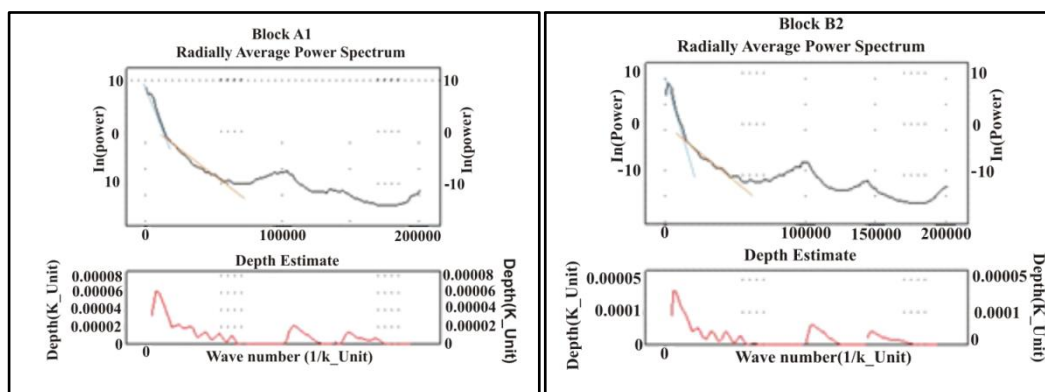 Block A1
Radially Average Power Spectrum
10
0
10
In(power)
10
0
-10
In(power)
0
100000
200000
Depth Estimate
Depth(K_Unit)
0.00008
0.00006
0.00004
0.00002
0
0.00008
0.00006
0.00004
0.00002
0
Depth(K_Unit)
0
Wave number (1/k_Unit)
Block B2
Radially Average Power Spectrum
10
0
-10
In(Power)
10
0
-10
In(Power)
0
100000
150000
200000
Depth Estimate
Depth(K_Unit)
0.00005
0.0001
0
0.00005
0.0001
0
Depth(K_Unit)
0
Wave number(1/k_Unit)